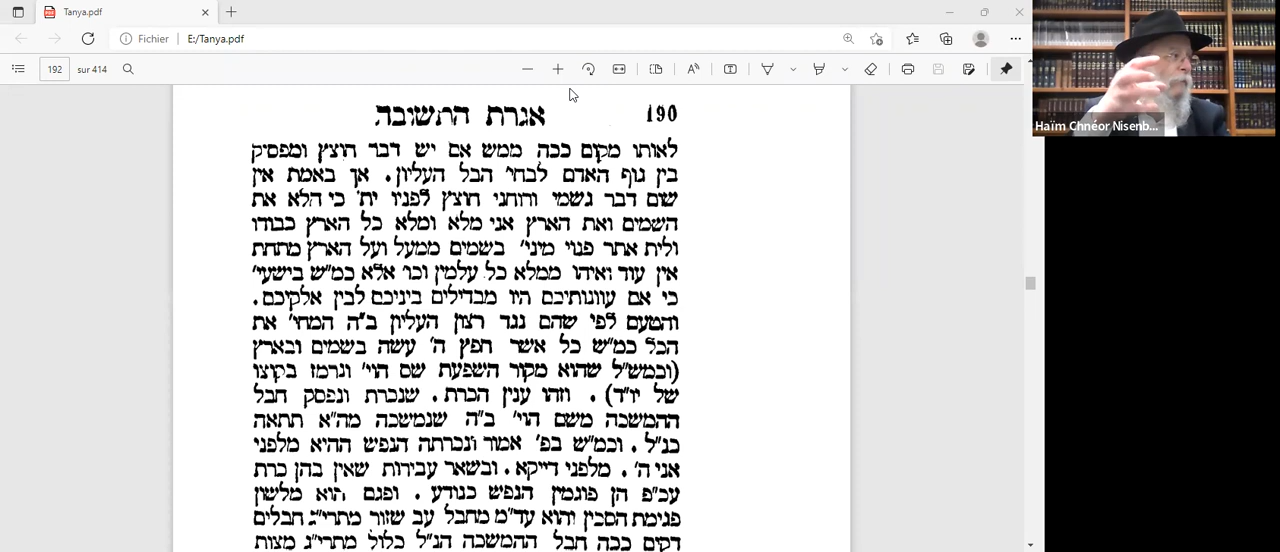 Tanya.pdf
Fichier
E:/Tanya.pdf
192
sur 414
Haïm Chnéor Nisenb...
190
אגרת התשובה
לאותו מקום ככה ממש אם יש דבר חוצץ ומפסיק
בין גוף האדם לבחי' הבל העליון. אך באמת אין
שום דבר גשמי ורוחני חוצץ לפניו ית' כי הלא את
השמים ואת הארץ אני מלא ומלא כל הארץ כבודו
ולית אתר פנוי מיני' בשמים ממעל ועל הארץ מתחת
אין עוד ואיהו ממלא כל עלמין וכו' אלא כמ"ש בישעי'
כי אם עוונותיכם היו מבדילים ביניכם לבין אלקיכם.
והטעם לפי שהם נגד רצון העליון ב"ה המחי' את
הכל כמ"ש כל אשר חפץ ה' עשה בשמים ובארץ
(וכמש"ל שהוא מקור השפעת שם הוי' ונרמז בקוצו
של יו"ד). וזהו ענין הכרת. שנכרת ונפסק חבל
ההמשכה משם הוי' ב"ה שנמשכה מה"א תתאה
כנ"ל. וכמ"ש בפ' אמור ונכרתה הנפש ההיא מלפני
אני ה'. מלפני דייקא. ובשאר עבירות שאין בהן כרת
עכ"פ הן פוגמין הנפש כנודע. ופגם הוא מלשון
פגימת הסכין והוא עד"מ מחבל עב שזור מתרי"ג חבלים
דקים ככה חבל ההמשכה הנ"ל כלול מתרי"ג מצות